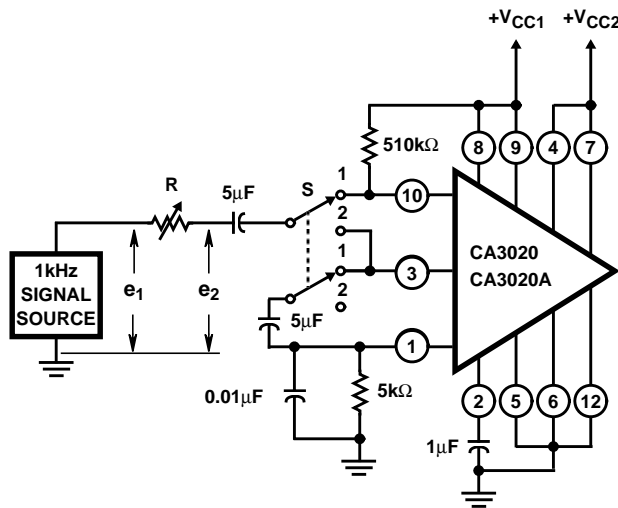 +VCC1 +VCC2
8 9 4 7
510kΩ
R 5μF S 1
10
2
1
3
2
CA3020
CA3020A
1kHz
SIGNAL
SOURCE
e1 e2
5μF
1
0.01μF 5kΩ
2 5 6 12
1μF